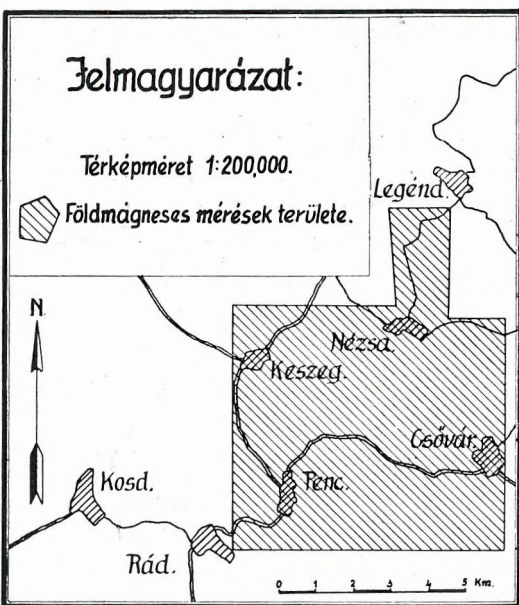 Jelmagyarázat:
Térképméret 1:200,000.
Földmágneses mérések területe.
Legénd.
N
Nézsa.
Keszeg.
Csővár.
Kosd.
Penc.
Rád.
0 1 2 3 4 5 Km.